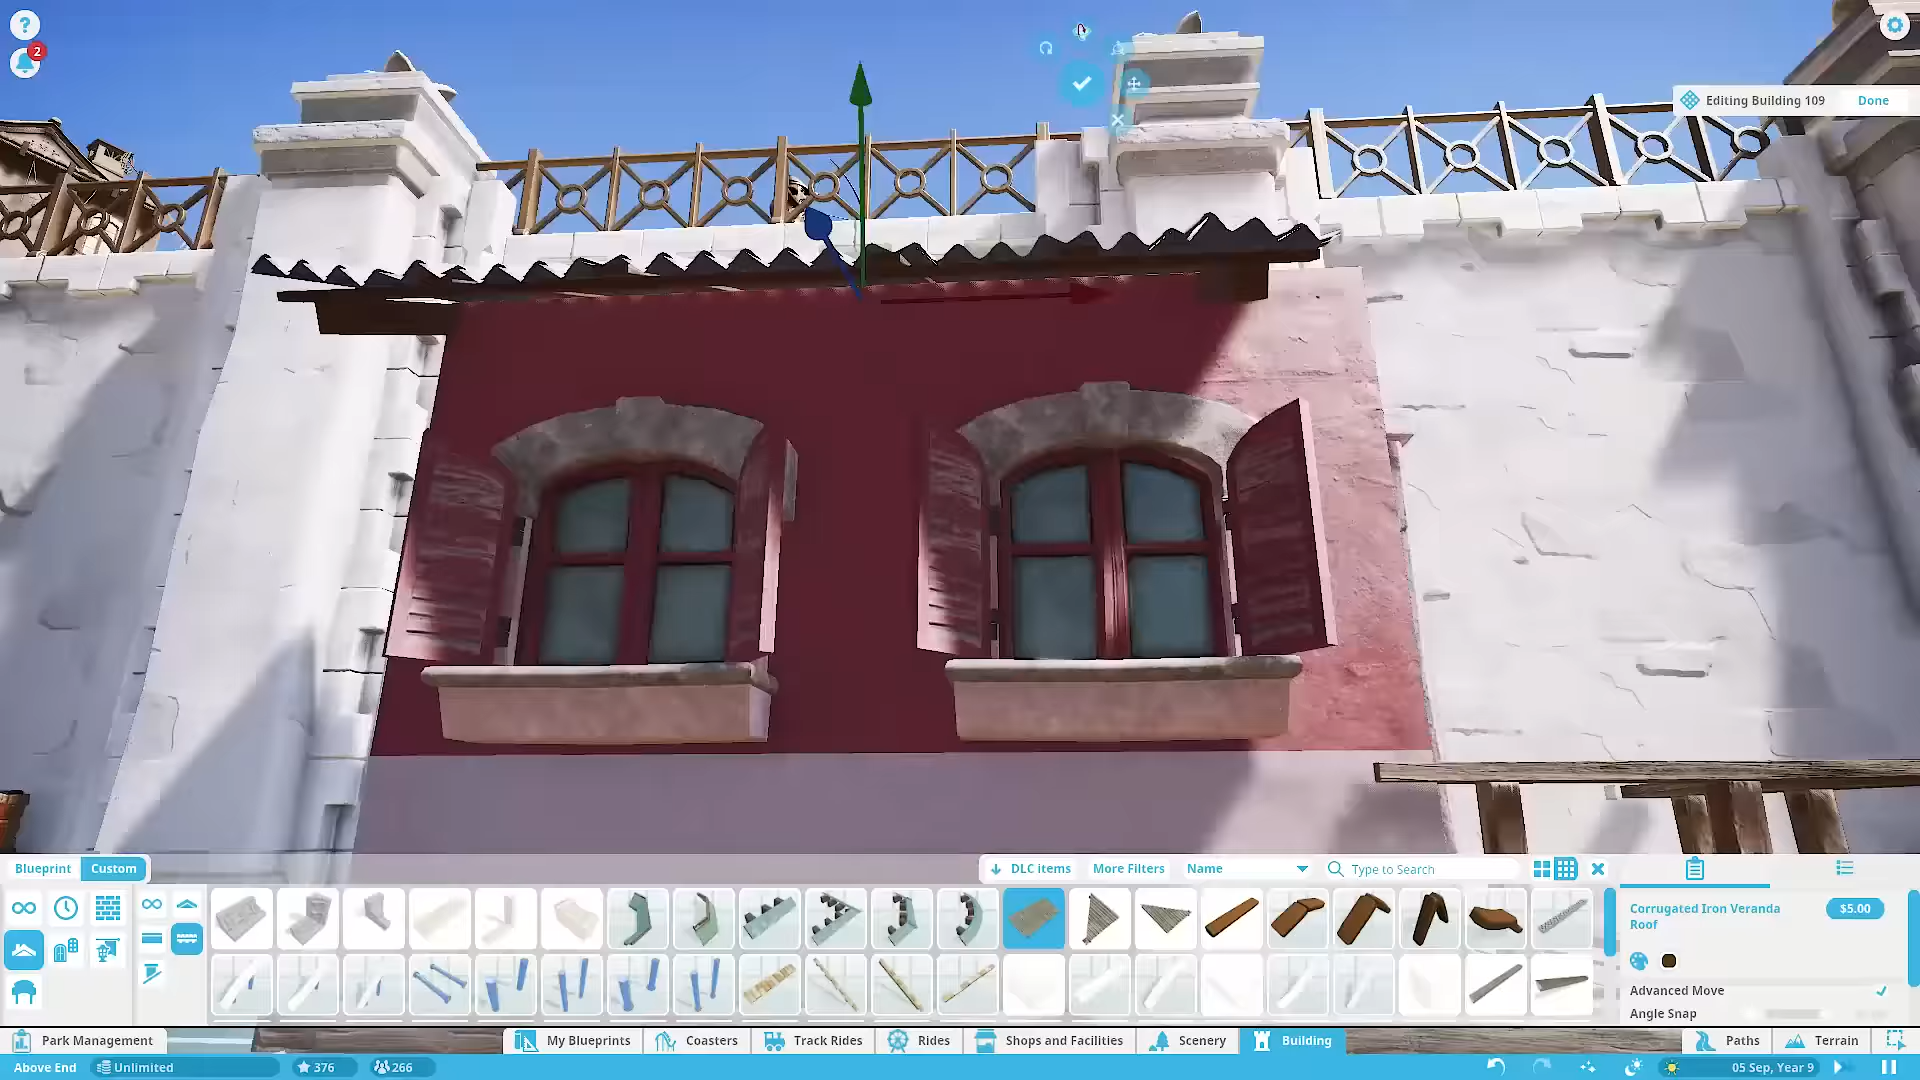 ?
2
Editing Building 109 Done
Blueprint Custom
DLC items More Filters Name Type to Search
Corrugated Iron Veranda Roof
$5.00
Advanced Move
Angle Snap
Park Management
My Blueprints Coasters Track Rides Rides Shops and Facilities Scenery Building Paths Terrain
Above End Unlimited 376 266 05 Sep, Year 9